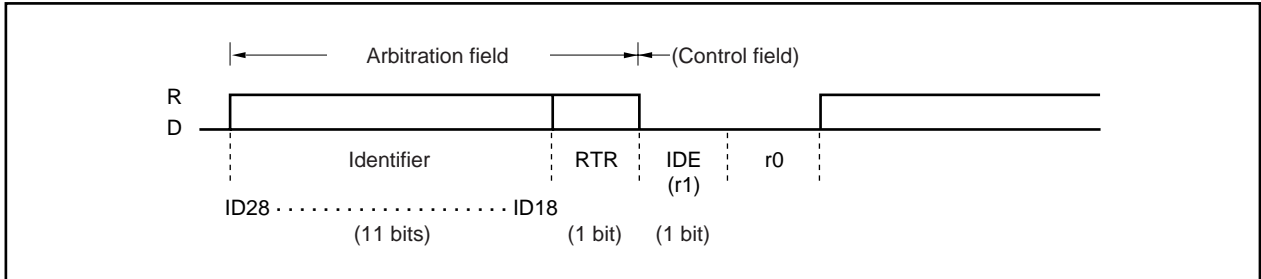 Arbitration field (Control field)
R
D
Identifier RTR IDE r0
(r1)
ID28 . . . . . . . . . . . . . . . . . . . . ID18
(11 bits) (1 bit) (1 bit)